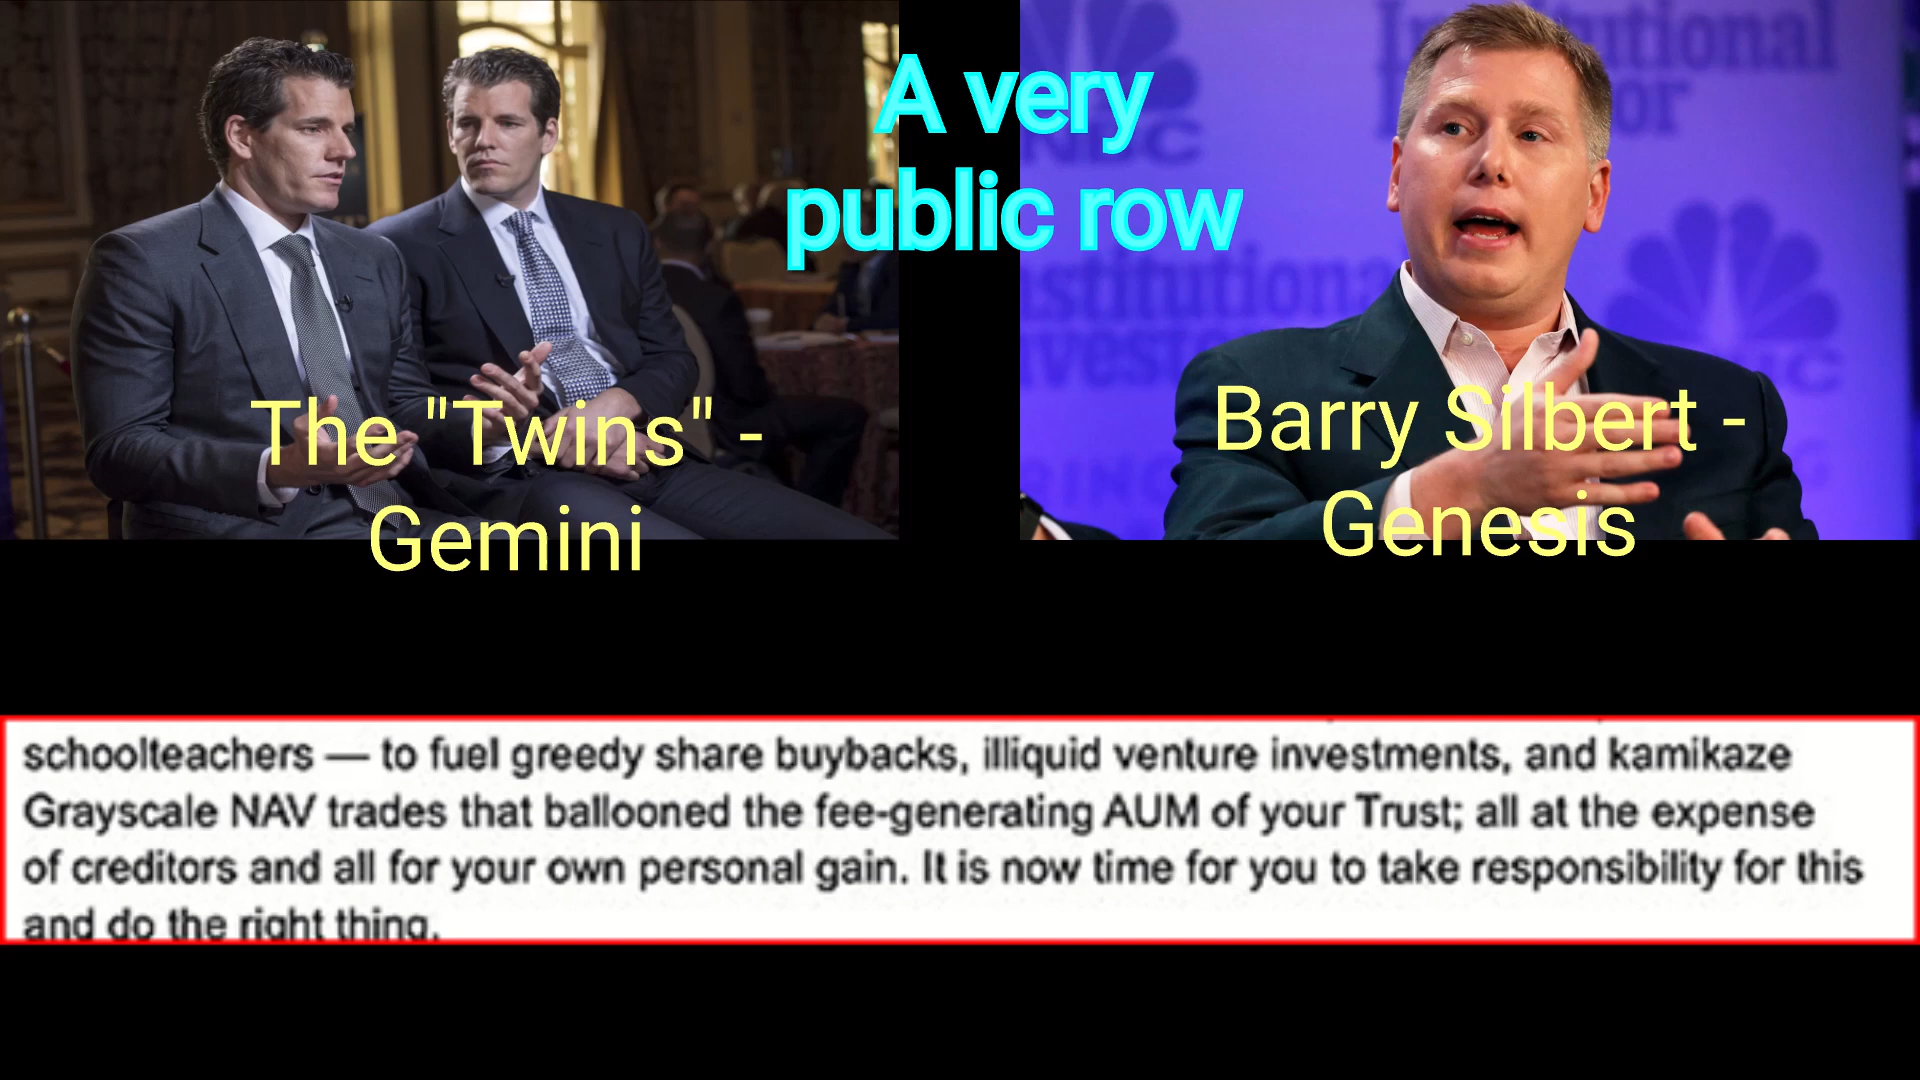 A very
public row
The "Twins" -
Gemini
Barry Silbert -
Genesis
Institutional
Institutional
schoolteachers — to fuel greedy share buybacks, illiquid venture investments, and kamikaze
Grayscale NAV trades that ballooned the fee-generating AUM of your Trust; all at the expense
of creditors and all for your own personal gain. It is now time for you to take responsibility for this
and do the right thing.